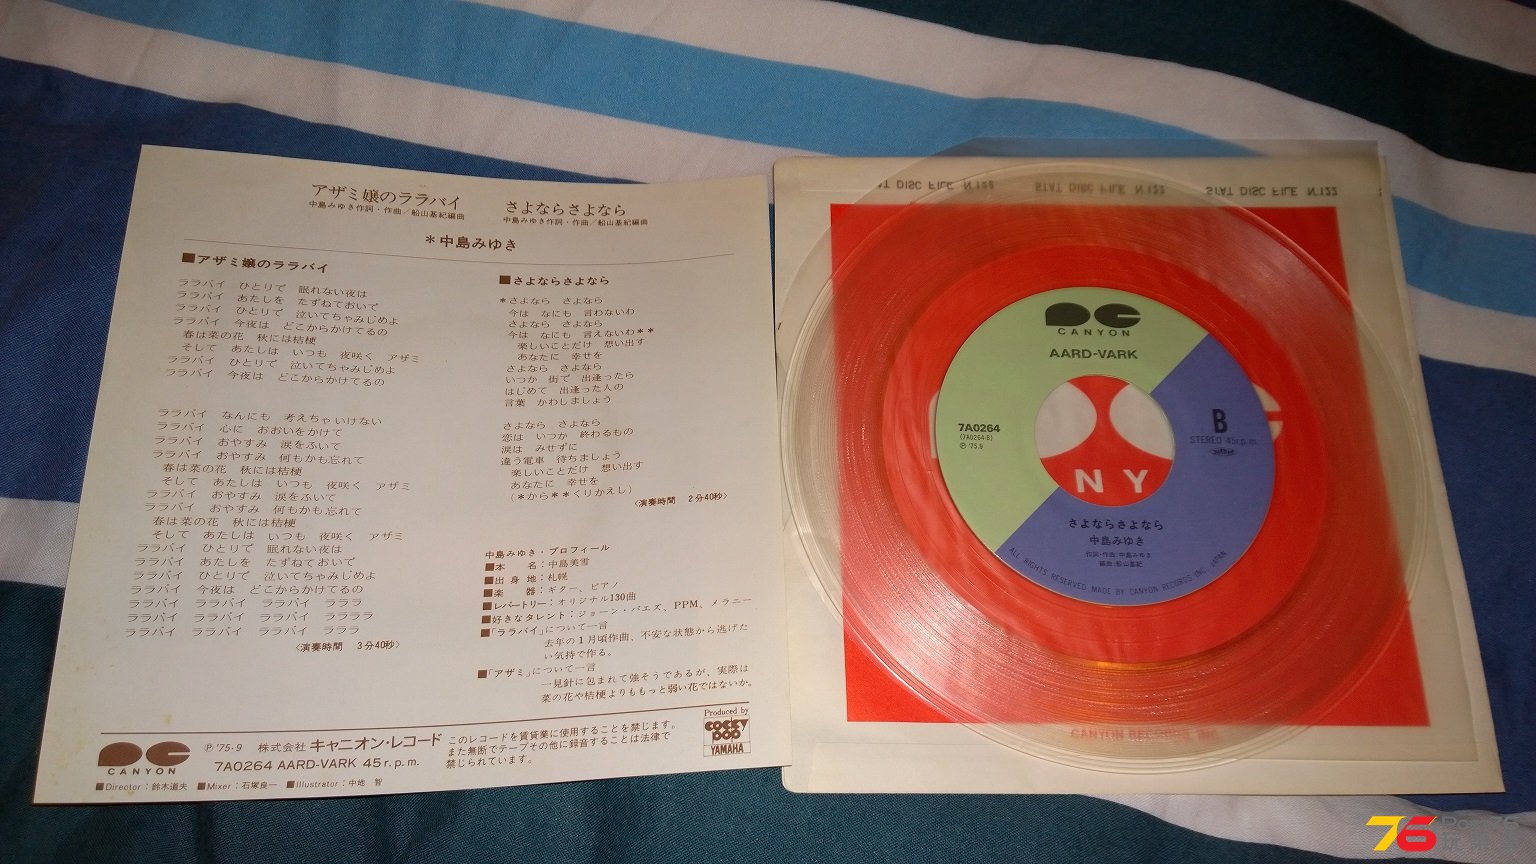 アザミ嬢のララバイ
中島みゆき作詞・作曲/船山基紀編曲
さよならさよなら
中島みゆき作詞・作曲/船山基紀編曲
*中島みゆき
■アザミ嬢のララバイ
ララバイ ひとりで 眠れない夜は
ララバイ あたしを たずねておいで
ララバイ ひとりで 泣いてちゃみじめよ
ララバイ 今夜は どこからかけてるの
春は菜の花 秋には桔梗
そして あたしは いつも 夜咲く アザミ
ララバイ ひとりで 泣いてちゃみじめよ
ララバイ 今夜は どこからかけてるの
ララバイ なんにも 考えちゃいけない
ララバイ 心に おおいをかけて
ララバイ おやすみ 涙をふいて
ララバイ おやすみ 何もかも忘れて
春は菜の花 秋には桔梗
そして あたしは いつも 夜咲く アザミ
ララバイ おやすみ 涙をふいて
ララバイ おやすみ 何もかも忘れて
春は菜の花 秋には桔梗
そして あたしは いつも 夜咲く アザミ
ララバイ ひとりで 眠れない夜は
ララバイ あたしを たずねておいで
ララバイ ひとりで 泣いてちゃみじめよ
ララバイ 今夜は どこからかけてるの
ララバイ ララバイ ララバイ ラララ
ララバイ ララバイ ララバイ ララララ
ララバイ ララバイ ララバイ ラララ
〈演奏時間 3分40秒〉
■さよならさよなら
*さよなら さよなら
今は なにも 言わないわ
さよなら さよなら
今は なにも 言えないわ**
楽しいことだけ 想い出す
あなたに 幸せを
さよなら さよなら
いつか 街で 出逢ったら
はじめて 出逢った人の
言葉 かわしましょう
さよなら さよなら
恋は いつか 終わるもの
涙は みせずに
違う電車 待ちましょう
楽しいことだけ 想い出す
あなたに 幸せを
(*から**くりかえし)
〈演奏時間 2分40秒〉
中島みゆき・プロフィール
■本 名:中島美雪
■出身地:札幌
■楽 器:ギター、ピアノ
■レパートリー:オリジナル130曲
■好きなタレント:ジョーン・バエズ、PPM、メラニー
■「ララバイ」について一言
去年の1月頃作曲、不安な状態から逃げた
い気持で作る。
■「アザミ」について一言
一見針に包まれて強そうであるが、実際は
菜の花や桔梗よりももっと弱い花ではないか。
CANYON
Ⓟ'75・9 株式会社 キャニオン・レコード
7A0264 AARD-VARK 45r.p.m.
このレコードを賃貸業に使用することを禁じます。
また無断でテープその他に録音することは法律で
禁じられています。
Produced by
cocky
pop
YAMAHA
■Director:鈴木道夫 ■Mixer:石塚良一 ■Illustrator:中地 智
STAT DISC FILE N122
STAT DISC FILE N122
STAT DISC FILE N122
CANYON
AARD-VARK
7A0264
(7A0264-B)
Ⓟ'75.9
B
STEREO 45r.p.m.
NY
さよならさよなら
中島みゆき
作詞・作曲:中島みゆき
編曲:船山基紀
ALL RIGHTS RESERVED MADE BY CANYON RECORDS INC. JAPAN
CANYON RECORDS INC.
76